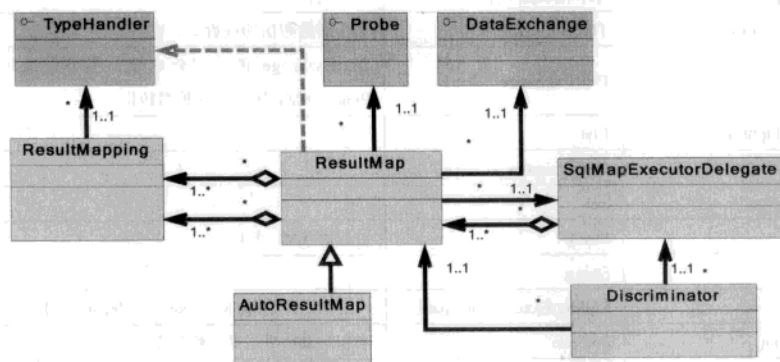 TypeHandler
Probe
DataExchange
*
1..1
*
1..1
*
1..1
ResultMapping
ResultMap
SqlMapExecutorDelegate
*
1..*
*
1..1
*
1..*
*
1..*
1..1
1..1
*
AutoResultMap
*
Discriminator